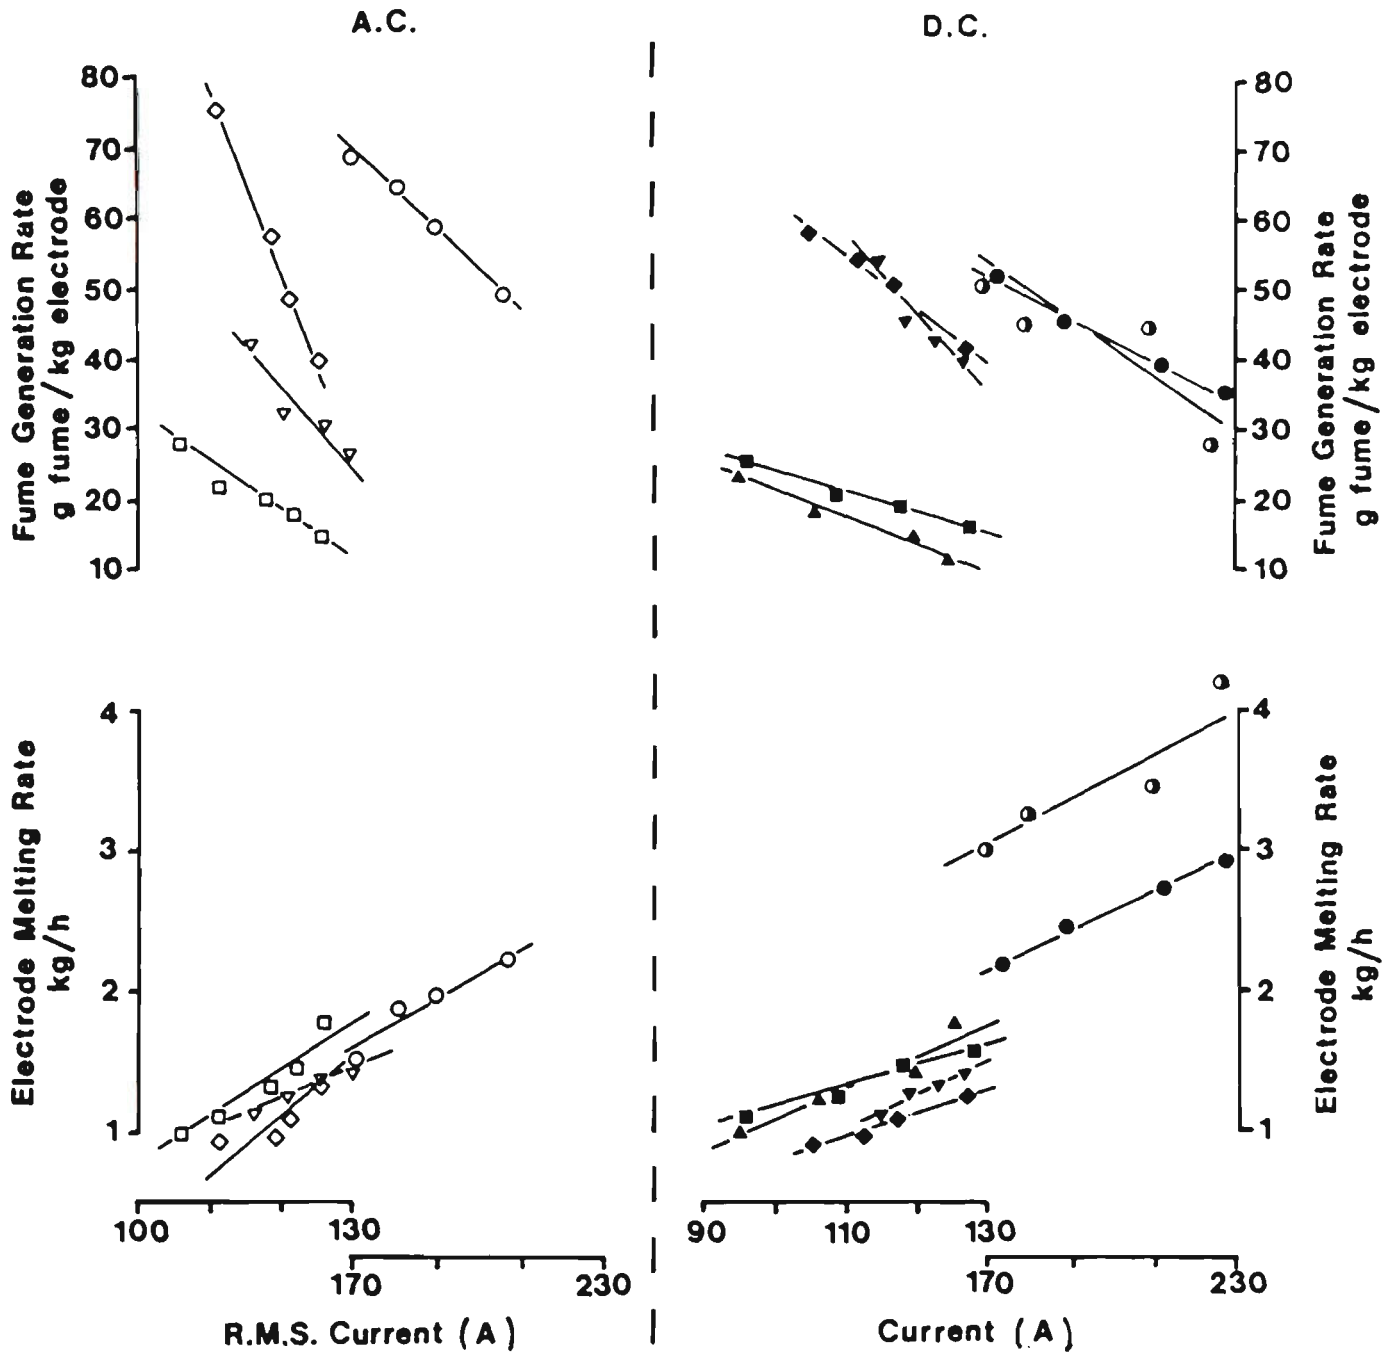 A.C.
D.C.
Fume Generation Rate
g fume/kg electrode
80
70
60
50
40
30
20
10
80
70
60
50
40
30
20
10
Fume Generation Rate
g fume/kg electrode
Electrode Melting Rate
kg/h
4
3
2
1
4
3
2
1
Electrode Melting Rate
kg/h
100
130
170
230
R.M.S. Current (A)
90
110
130
170
230
Current (A)